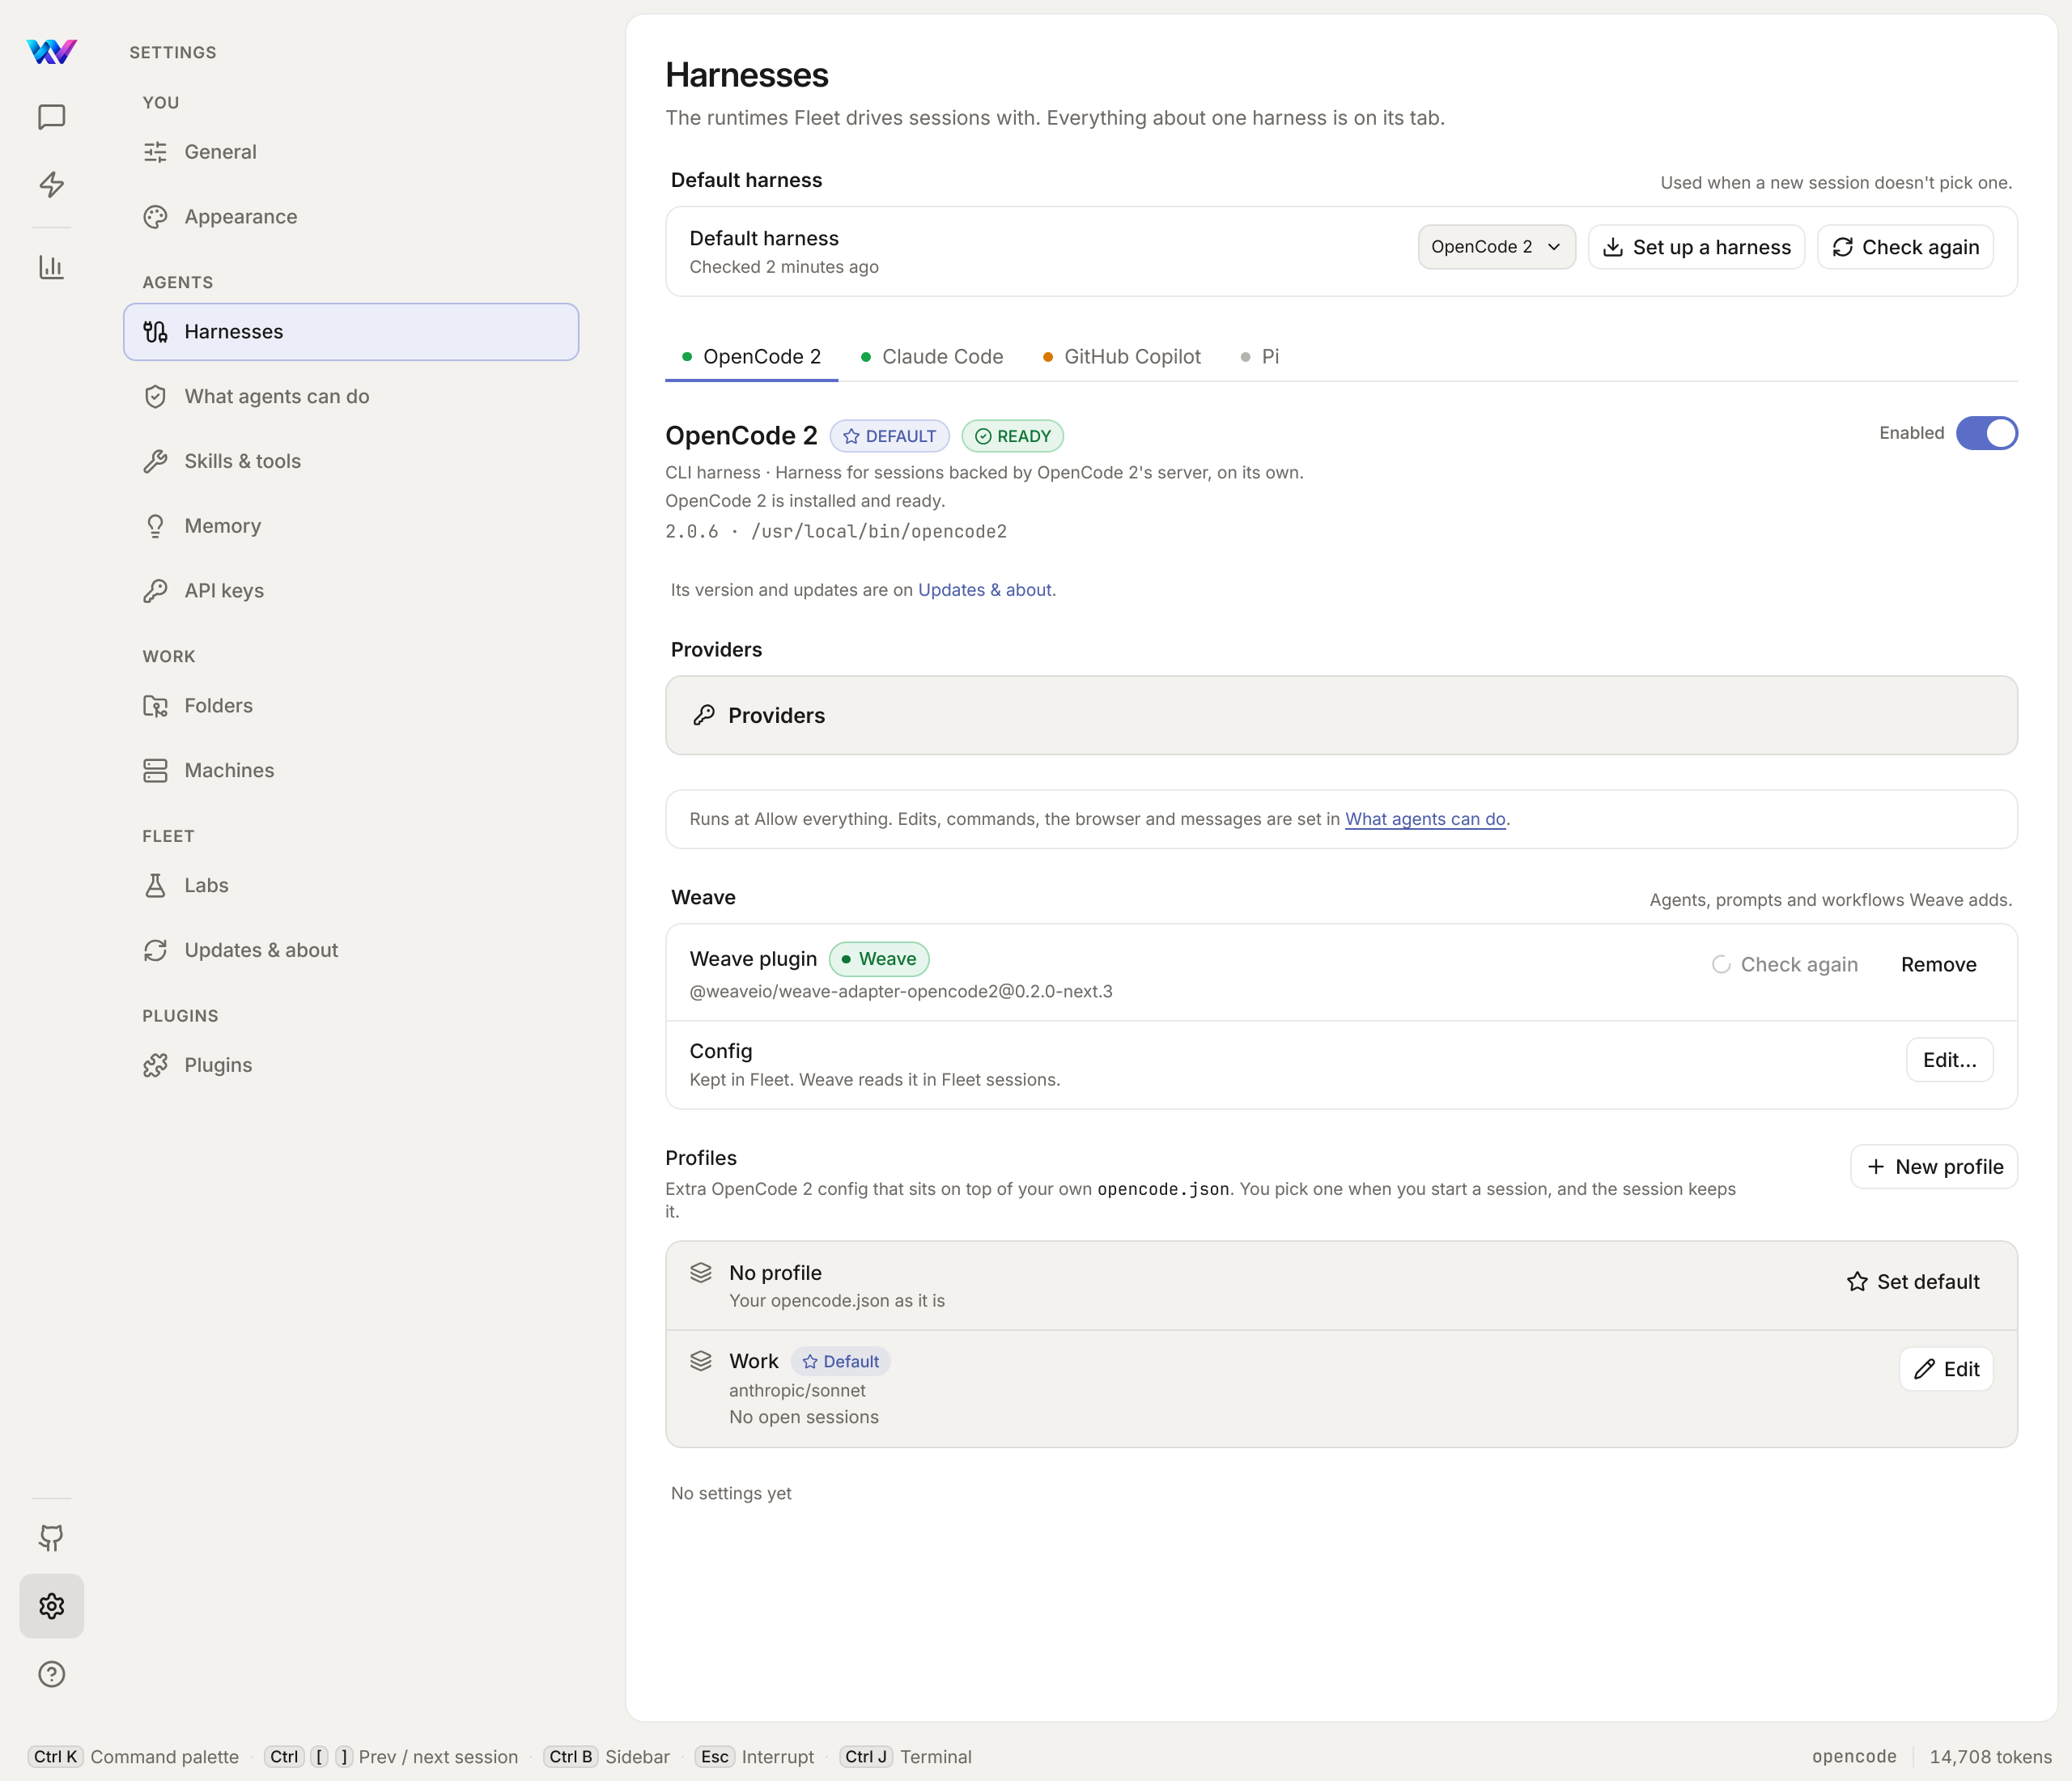 SETTINGS
YOU
General
Appearance
AGENTS
Harnesses
What agents can do
Skills & tools
Memory
API keys
WORK
Folders
Machines
FLEET
Labs
Updates & about
PLUGINS
Plugins
Harnesses
The runtimes Fleet drives sessions with. Everything about one harness is on its tab.
Default harness
Used when a new session doesn't pick one.
Default harness
Checked 2 minutes ago
OpenCode 2
Set up a harness
Check again
OpenCode 2
Claude Code
GitHub Copilot
Pi
OpenCode 2
DEFAULT
READY
Enabled
CLI harness · Harness for sessions backed by OpenCode 2's server, on its own.
OpenCode 2 is installed and ready.
2.0.6 · /usr/local/bin/opencode2
Its version and updates are on Updates & about.
Providers
Providers
Runs at Allow everything. Edits, commands, the browser and messages are set in What agents can do.
Weave
Agents, prompts and workflows Weave adds.
Weave plugin
Weave
@weaveio/weave-adapter-opencode2@0.2.0-next.3
Check again
Remove
Config
Kept in Fleet. Weave reads it in Fleet sessions.
Edit...
Profiles
Extra OpenCode 2 config that sits on top of your own opencode.json. You pick one when you start a session, and the session keeps
it.
New profile
No profile
Your opencode.json as it is
Set default
Work
Default
anthropic/sonnet
No open sessions
Edit
No settings yet
Ctrl K Command palette · Ctrl [ ] Prev / next session · Ctrl B Sidebar · Esc Interrupt · Ctrl J Terminal
opencode
14,708 tokens